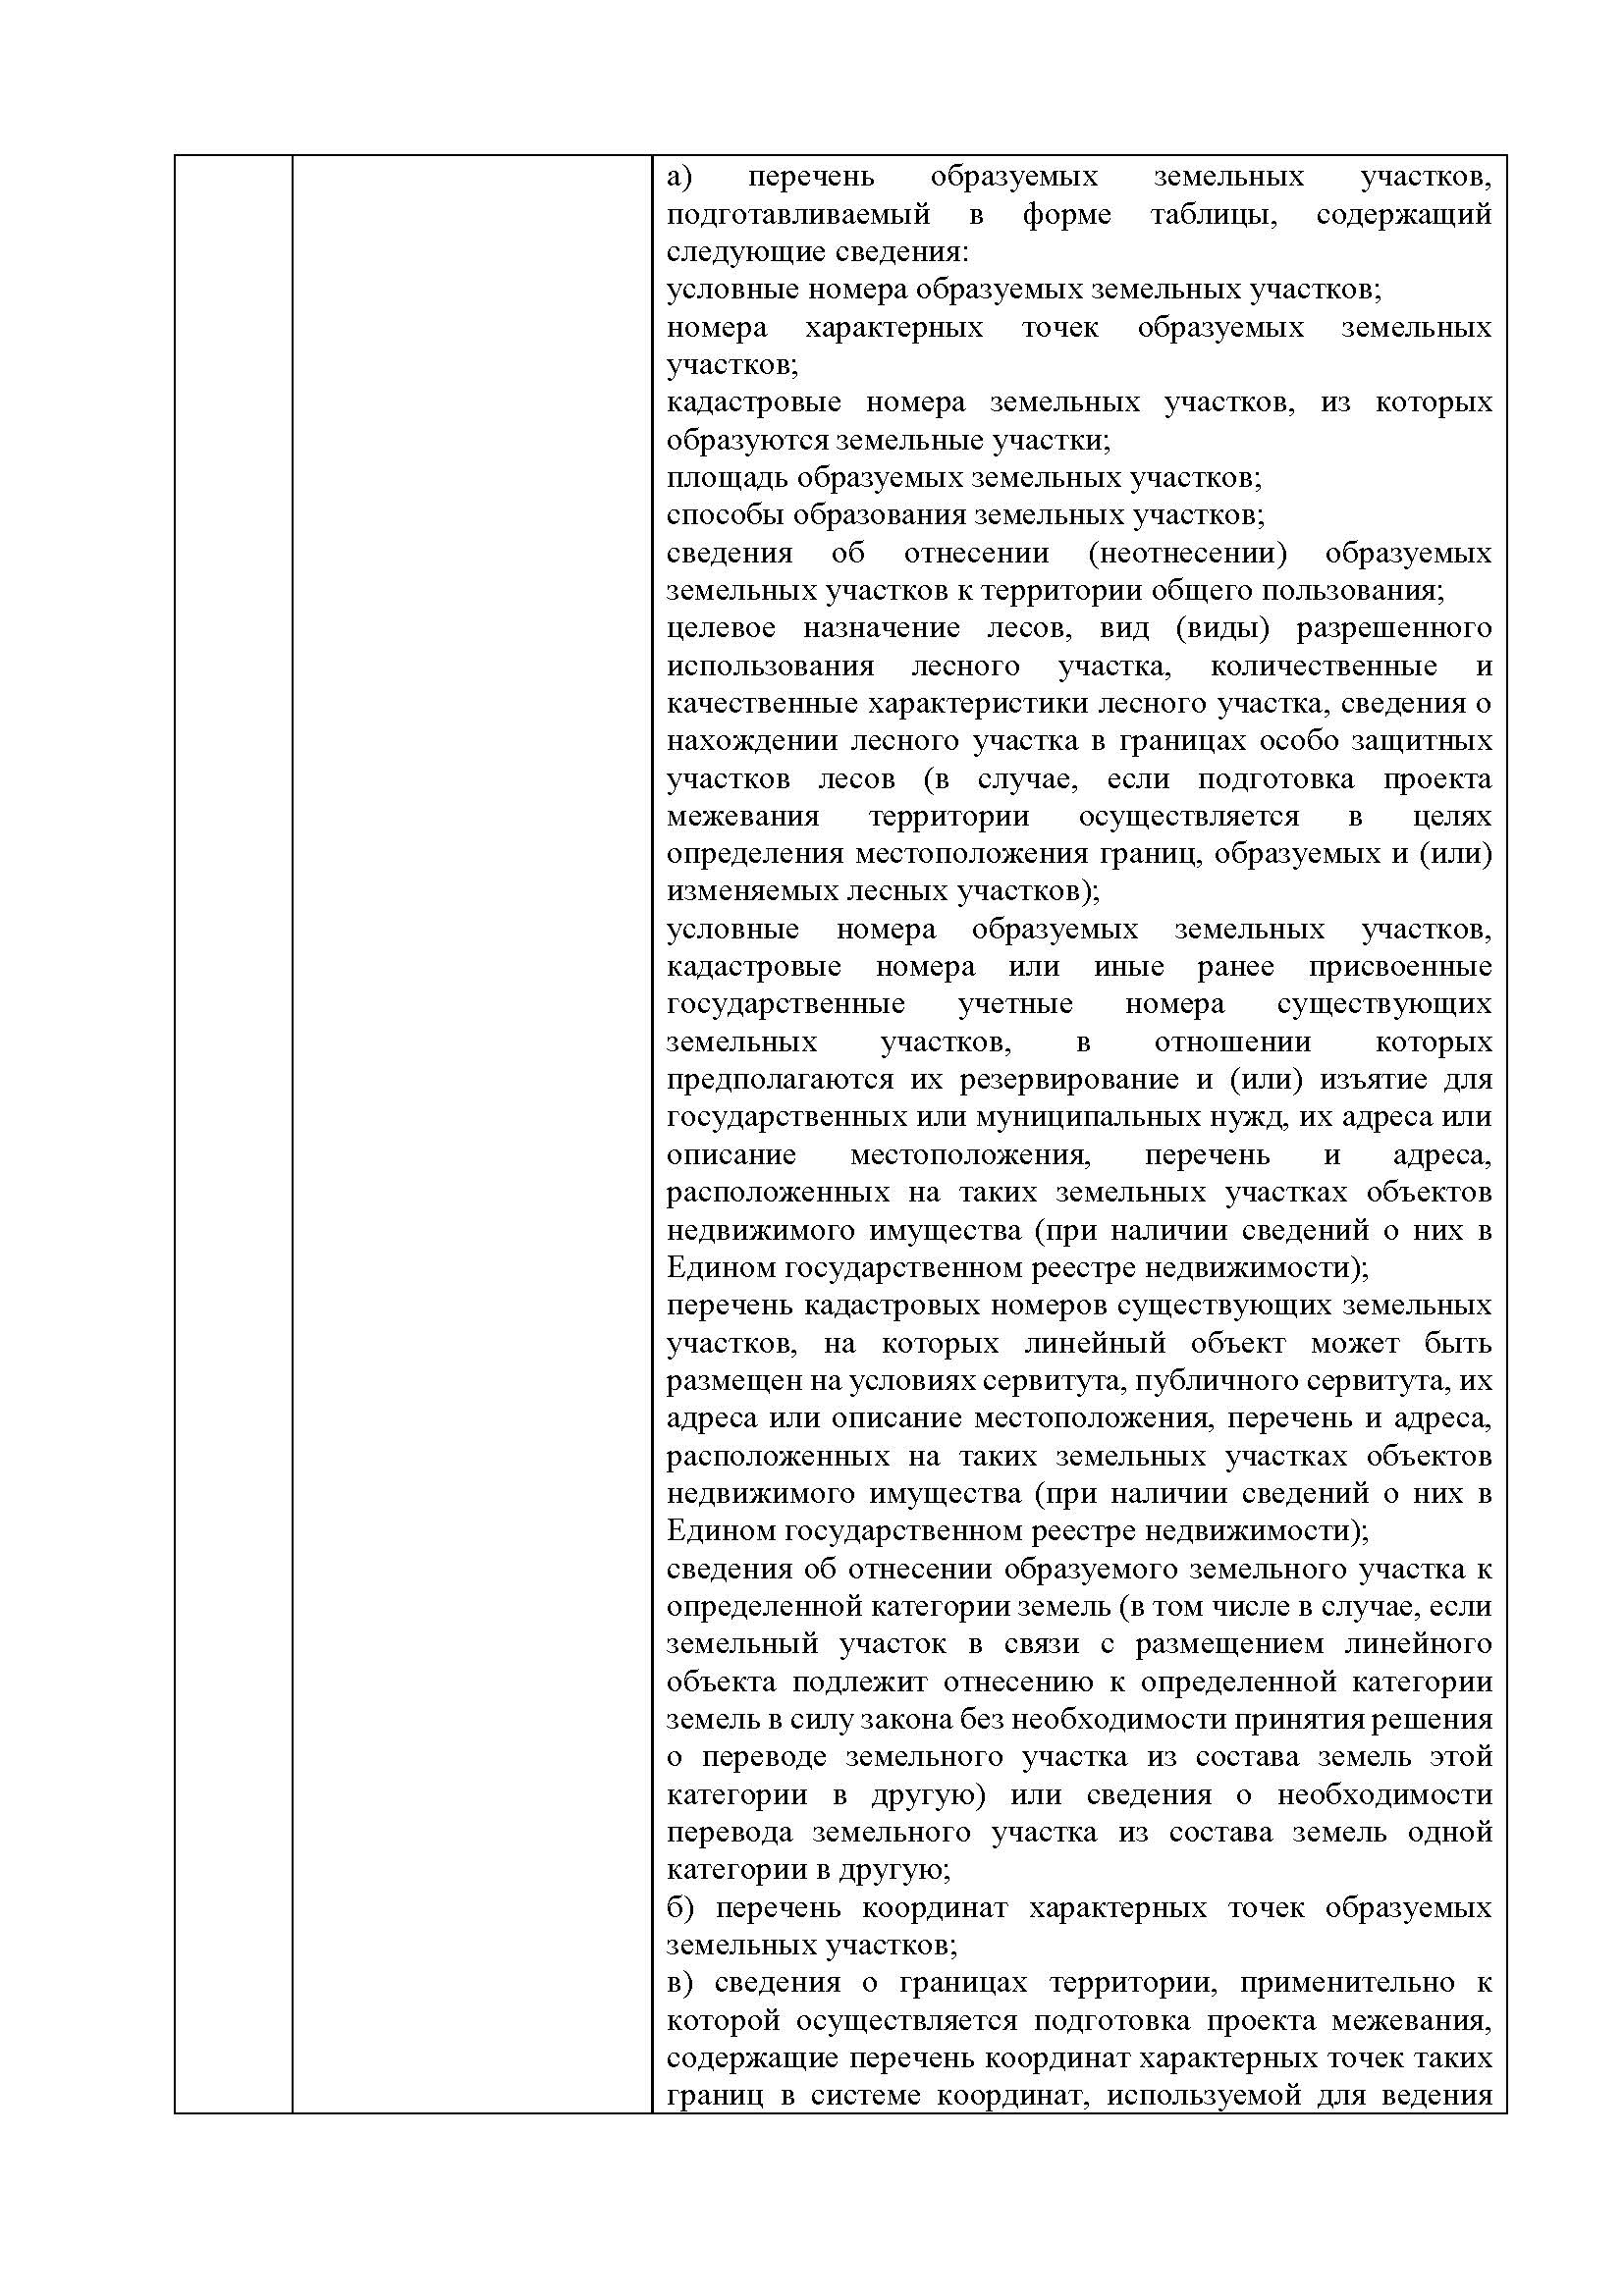 а) перечень образуемых земельных участков,
подготавливаемый в форме таблицы, содержащий
следующие сведения:
условные номера образуемых земельных участков;
номера характерных точек образуемых земельных
участков;
кадастровые номера земельных участков, из которых
образуются земельные участки;
площадь образуемых земельных участков;
способы образования земельных участков;
сведения об отнесении (неотнесении) образуемых
земельных участков к территории общего пользования;
целевое назначение лесов, вид (виды) разрешенного
использования лесного участка, количественные и
качественные характеристики лесного участка, сведения о
нахождении лесного участка в границах особо защитных
участков лесов (в случае, если подготовка проекта
межевания территории осуществляется в целях
определения местоположения границ, образуемых и (или)
изменяемых лесных участков);
условные номера образуемых земельных участков,
кадастровые номера или иные ранее присвоенные
государственные учетные номера существующих
земельных участков, в отношении которых
предполагаются их резервирование и (или) изъятие для
государственных или муниципальных нужд, их адреса или
описание местоположения, перечень и адреса,
расположенных на таких земельных участках объектов
недвижимого имущества (при наличии сведений о них в
Едином государственном реестре недвижимости);
перечень кадастровых номеров существующих земельных
участков, на которых линейный объект может быть
размещен на условиях сервитута, публичного сервитута, их
адреса или описание местоположения, перечень и адреса,
расположенных на таких земельных участках объектов
недвижимого имущества (при наличии сведений о них в
Едином государственном реестре недвижимости);
сведения об отнесении образуемого земельного участка к
определенной категории земель (в том числе в случае, если
земельный участок в связи с размещением линейного
объекта подлежит отнесению к определенной категории
земель в силу закона без необходимости принятия решения
о переводе земельного участка из состава земель этой
категории в другую) или сведения о необходимости
перевода земельного участка из состава земель одной
категории в другую;
б) перечень координат характерных точек образуемых
земельных участков;
в) сведения о границах территории, применительно к
которой осуществляется подготовка проекта межевания,
содержащие перечень координат характерных точек таких
границ в системе координат, используемой для ведения